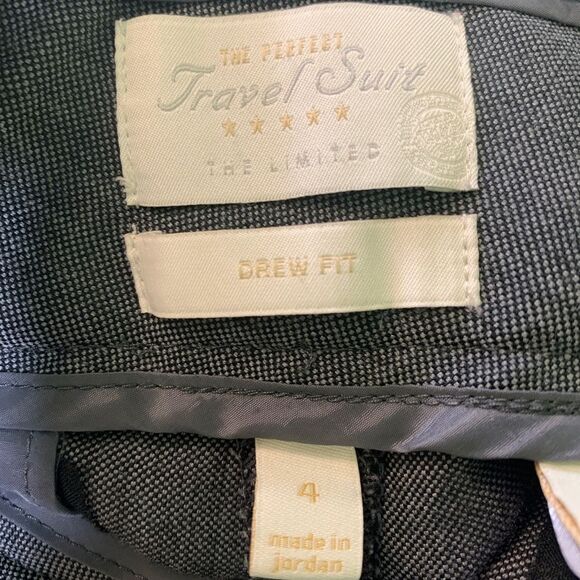 THE PERFECT
Travel Suit
THE LIMITED
DREW FIT
4
made in
jordan